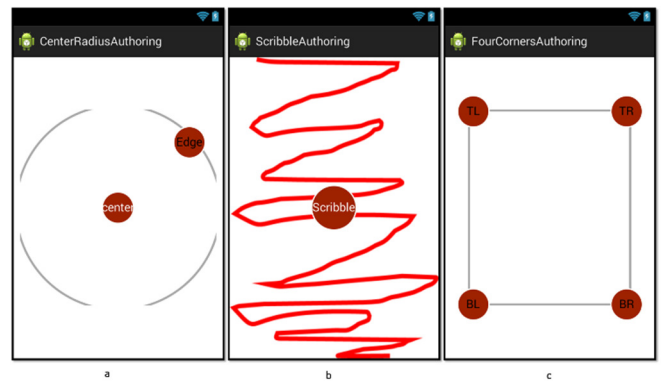 CenterRadiusAuthoring
Edge
center
a
ScribbleAuthoring
Scribble
b
FourCornersAuthoring
TL
TR
BL
BR
c